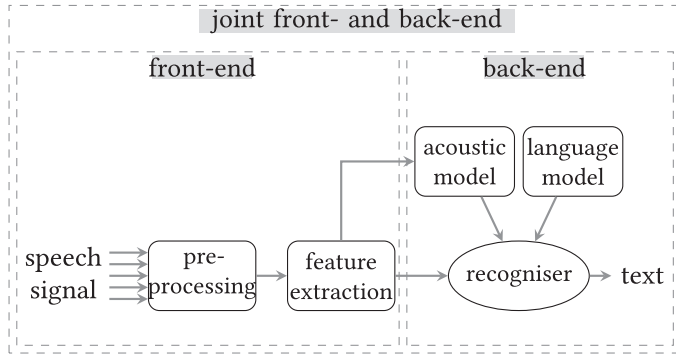 joint front- and back-end
front-end
back-end
acoustic
model
language
model
speech
signal
pre-
processing
feature
extraction
recogniser
text